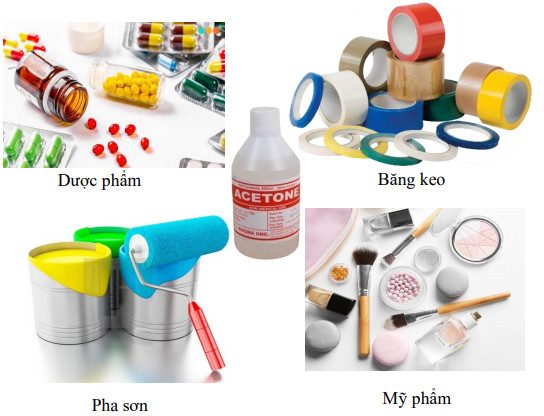 Dược phẩm
Băng keo
ACETONE
Pha sơn
Mỹ phẩm